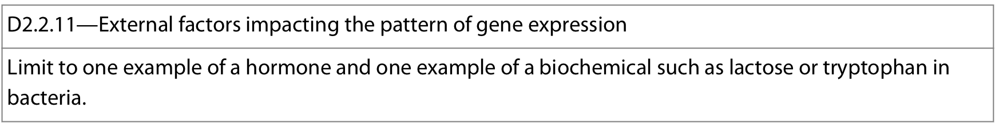 D2.2.11—External factors impacting the pattern of gene expression
Limit to one example of a hormone and one example of a biochemical such as lactose or tryptophan in
bacteria.